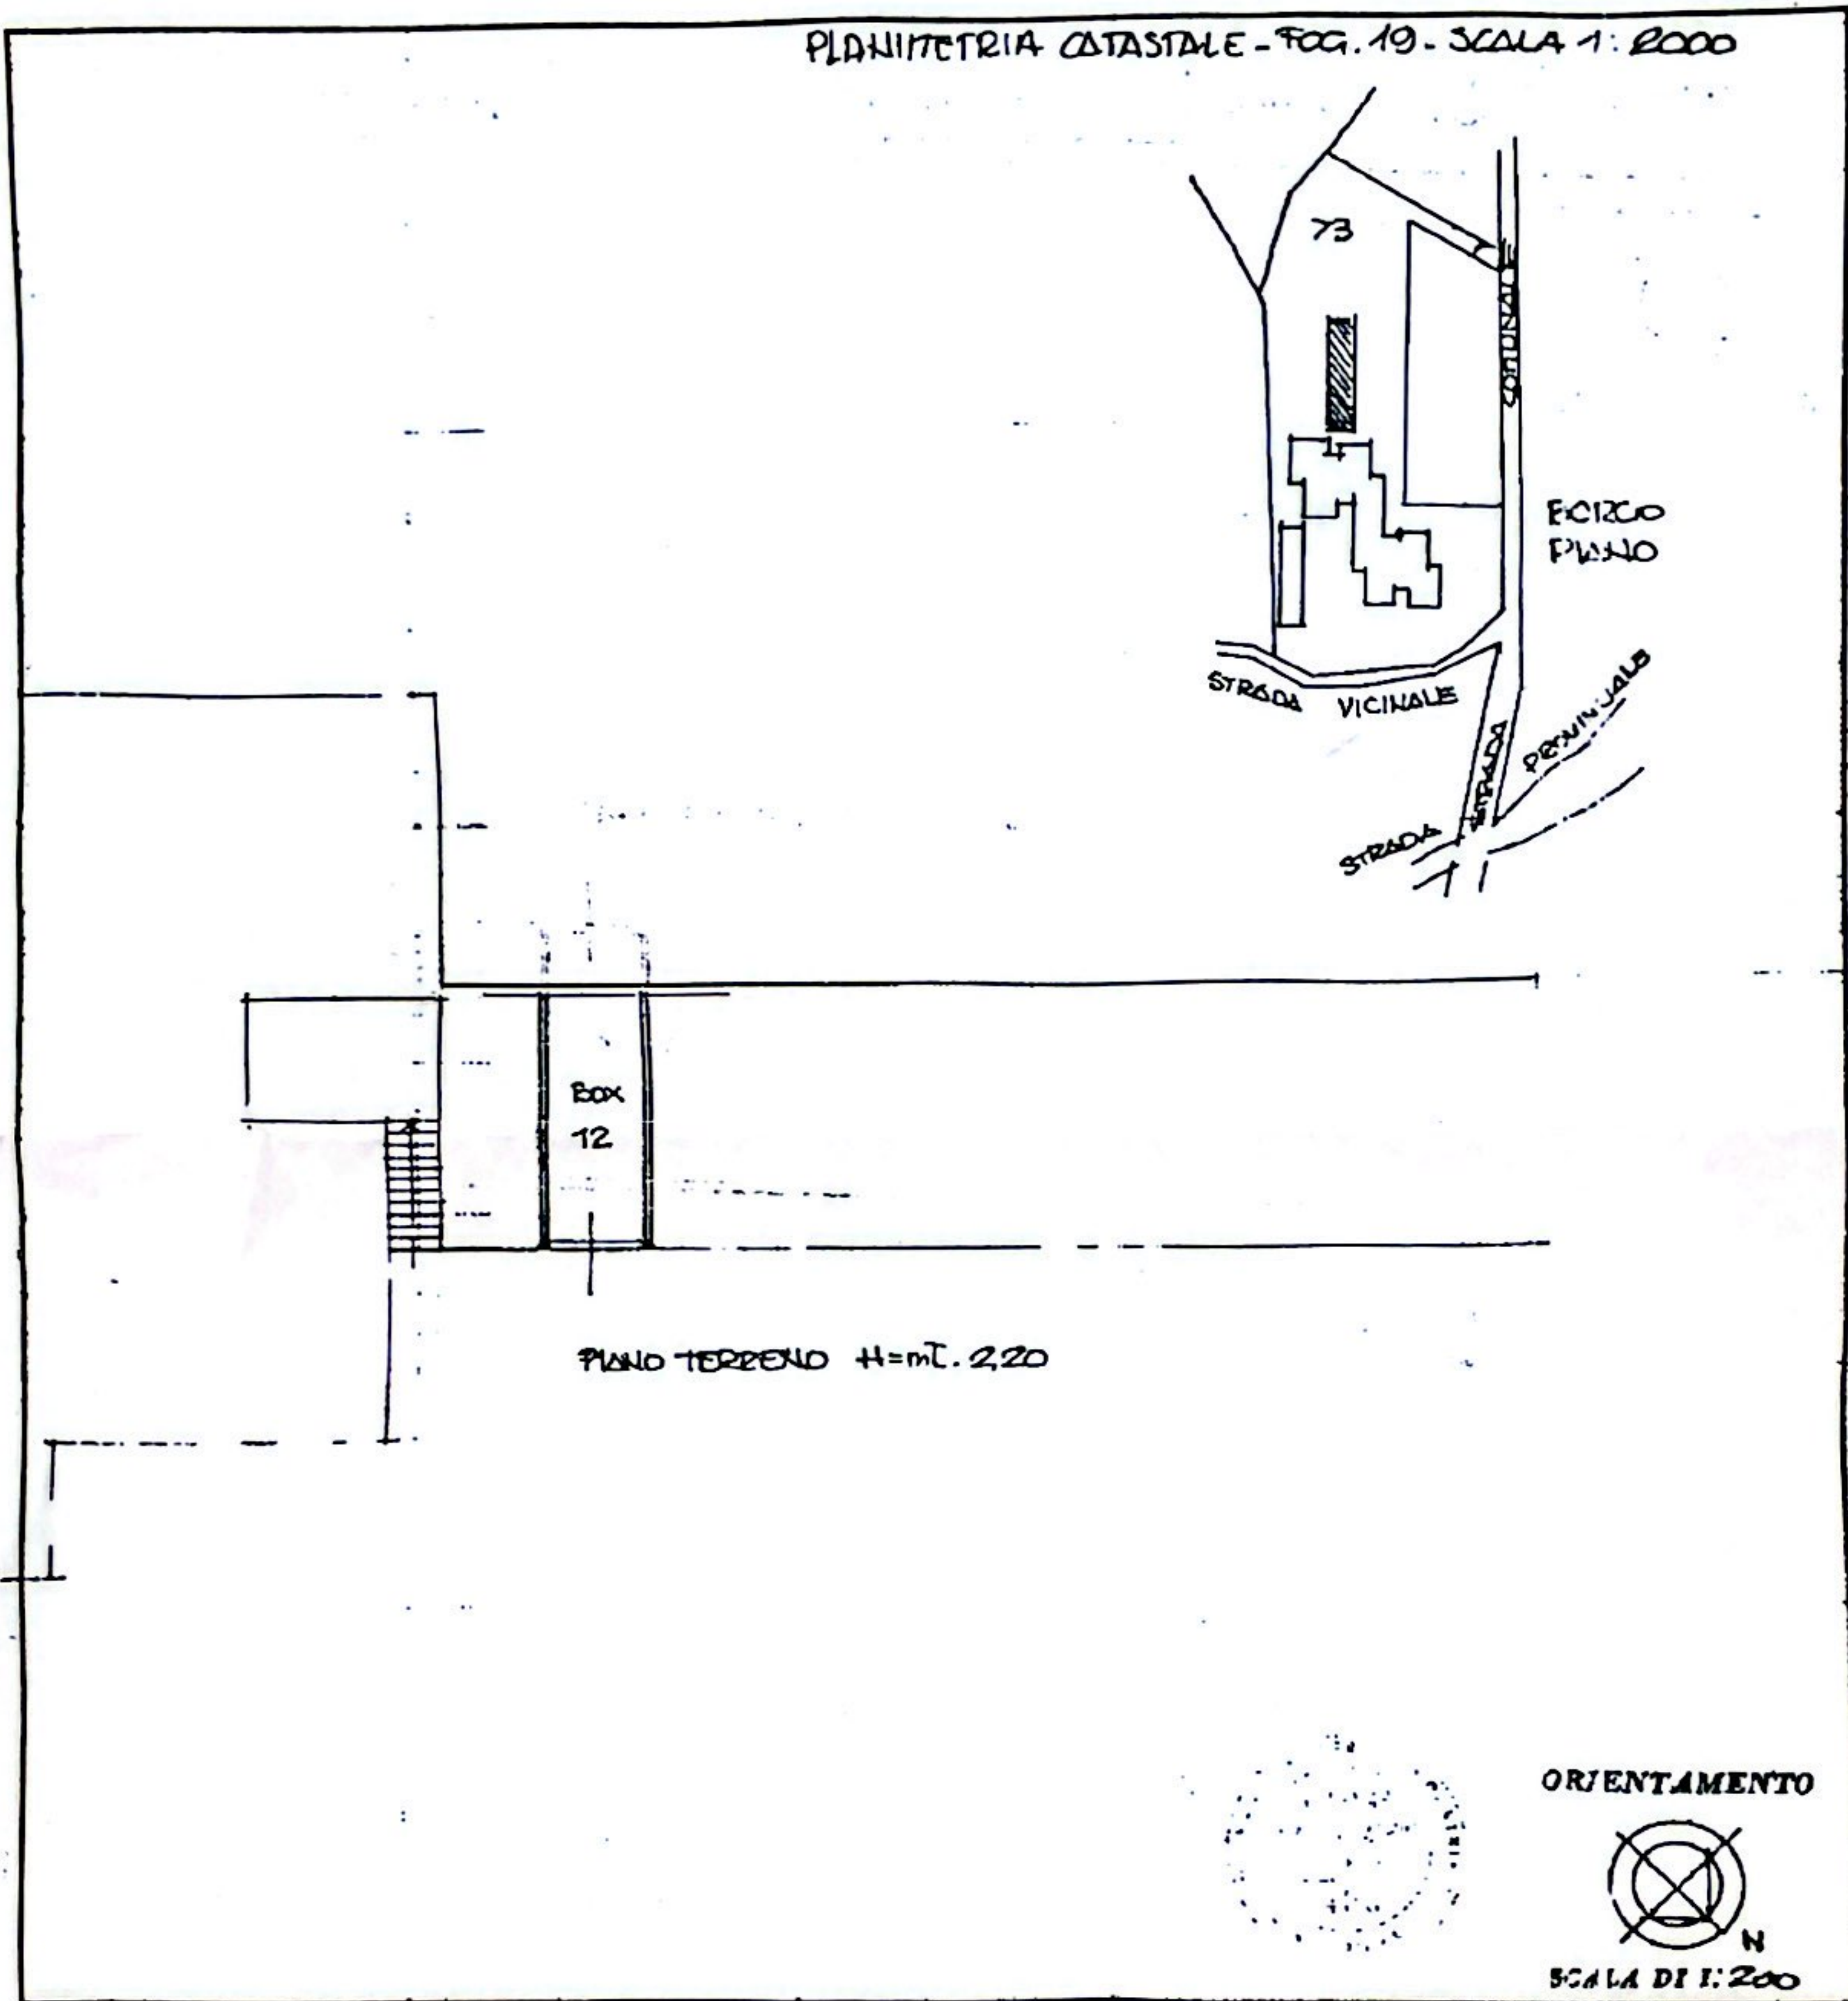 PLANIMETRIA CATASTALE - FOG. 19 - SCALA 1: 2000
73
COMUNALE
BORGO
PIANO
STRADA VICINALE
STRADA
PROVINCIALE
STRADA
BOX
12
PIANO TERRENO H=mT. 2,20
ORIENTAMENTO
N
SCALA DI 1: 200